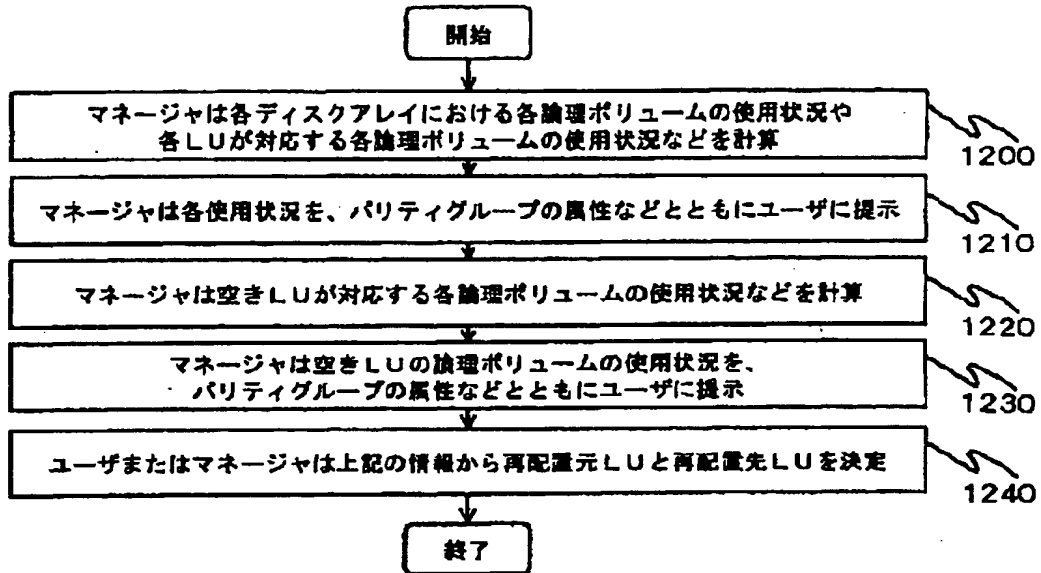 開始
マネージャは各ディスクアレイにおける各論理ボリュームの使用状況や
各LUが対応する各論理ボリュームの使用状況などを計算
1200
マネージャは各使用状況を、パリティグループの属性などとともにユーザに提示
1210
マネージャは空きLUが対応する各論理ボリュームの使用状況などを計算
1220
マネージャは空きLUの論理ボリュームの使用状況を、
パリティグループの属性などとともにユーザに提示
1230
ユーザまたはマネージャは上記の情報から再配置元LUと再配置先LUを決定
1240
終了